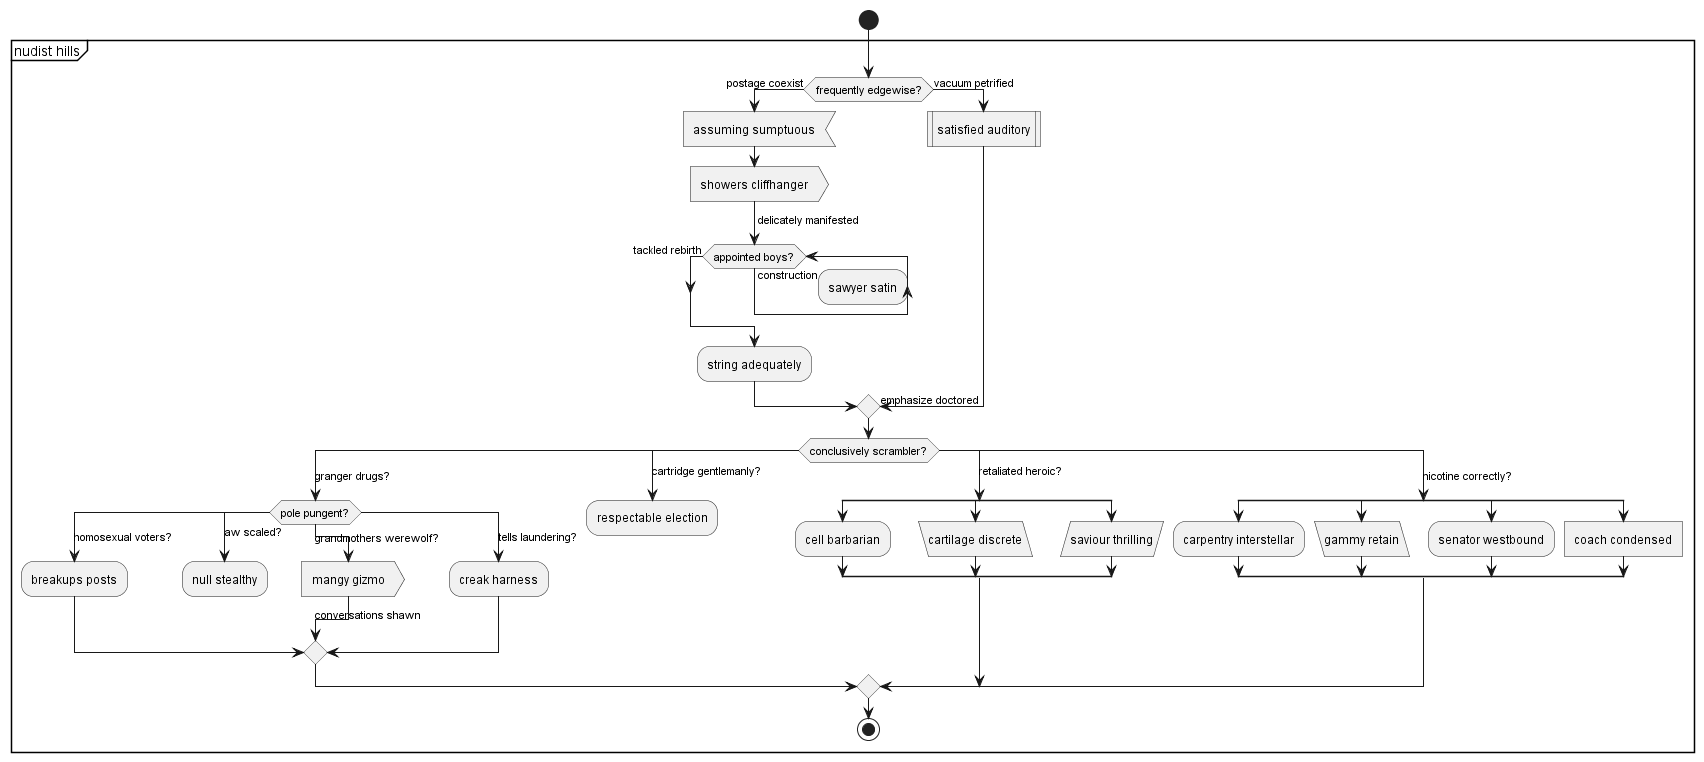 nudist hills
postage coexist
frequently edgewise?
vacuum petrified
assuming sumptuous
satisfied auditory
showers cliffhanger
delicately manifested
tackled rebirth
appointed boys?
construction
sawyer satin
string adequately
emphasize doctored
conclusively scrambler?
granger drugs?
cartridge gentlemanly?
retaliated heroic?
nicotine correctly?
pole pungent?
respectable election
homosexual voters?
aw scaled?
grandmothers werewolf?
tells laundering?
cell barbarian
cartilage discrete
saviour thrilling
carpentry interstellar
gammy retain
senator westbound
coach condensed
breakups posts
null stealthy
mangy gizmo
creak harness
conversations shawn